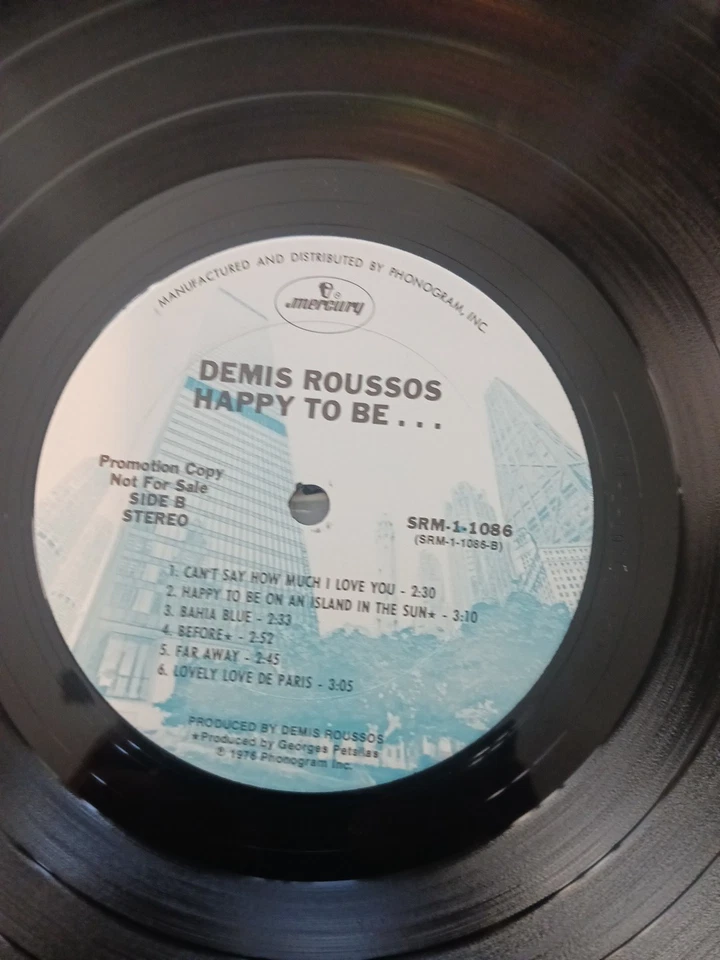 MANUFACTURED AND DISTRIBUTED BY PHONOGRAM, INC.
mercury
DEMIS ROUSSOS
HAPPY TO BE . . .
Promotion Copy
Not For Sale
SIDE B
STEREO
SRM-1-1086
(SRM-1-1086-B)
1. CAN'T SAY HOW MUCH I LOVE YOU - 2:30
2. HAPPY TO BE ON AN ISLAND IN THE SUN★ - 3:10
3. BAHIA BLUE - 2:33
4. BEFORE★ - 2:52
5. FAR AWAY - 2:45
6. LOVELY LOVE DE PARIS - 3:05
PRODUCED BY DEMIS ROUSSOS
★Produced by Georges Petsilas
℗ 1976 Phonogram Inc.